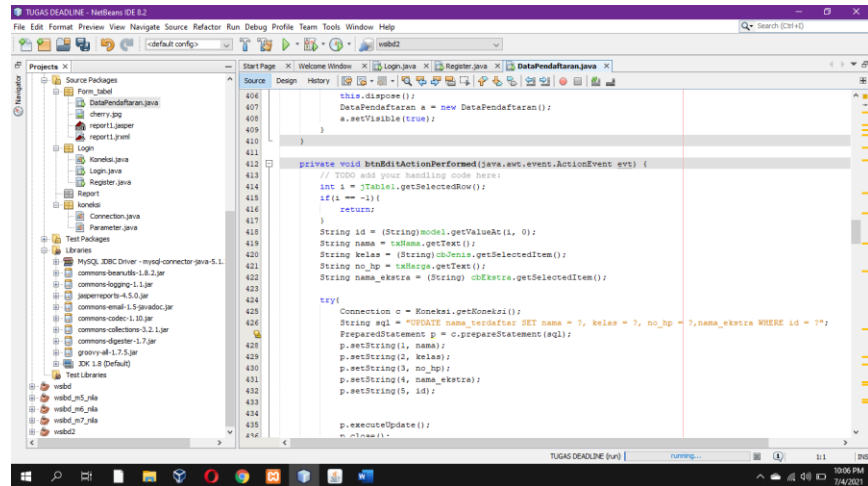 TUGAS DEADLINE - NetBeans IDE 8.2
File Edit Format Preview View Navigate Source Refactor Run Debug Profile Team Tools Window Help
Search (Ctrl+I)
<default config>
wsibd2
Projects ×
Start Page × Welcome Window × Login.java × Register.java × DataPendaftaran.java ×
Navigator
Source Design History
Source Packages
Form_tabel
DataPendaftaran.java
cherry.jpg
report1.jasper
report1.jrxml
Login
Koneksi.java
Login.java
Register.java
Report
koneksi
Connection.java
Parameter.java
Test Packages
Libraries
MySQL JDBC Driver - mysql-connector-java-5.1.
commons-beanutils-1.8.2.jar
commons-logging-1.1.jar
jasperreports-4.5.0.jar
commons-email-1.5-javadoc.jar
commons-codec-1.10.jar
commons-collections-3.2.1.jar
commons-digester-1.7.jar
groovy-all-1.7.5.jar
JDK 1.8 (Default)
Test Libraries
wsibd
wsibd_m5_nila
wsibd_m6_nila
wsibd_m7_nila
wsibd2
406 this.dispose();
407 DataPendaftaran a = new DataPendaftaran();
408 a.setVisible(true);
409 }
410 }
411
412 private void btnEditActionPerformed(java.awt.event.ActionEvent evt) {
413 // TODO add your handling code here:
414 int i = jTable1.getSelectedRow();
415 if(i == -1){
416 return;
417 }
418 String id = (String)model.getValueAt(i, 0);
419 String nama = txNama.getText();
420 String kelas = (String)cbJenis.getSelectedItem();
421 String no_hp = txHarga.getText();
422 String nama_ekstra = (String) cbEkstra.getSelectedItem();
423
424 try{
425 Connection c = Koneksi.getKoneksi();
426 String sql = "UPDATE nama_terdaftar SET nama = ?, kelas = ?, no_hp = ?,nama_ekstra WHERE id = ?";
PreparedStatement p = c.prepareStatement(sql);
428 p.setString(1, nama);
429 p.setString(2, kelas);
430 p.setString(3, no_hp);
431 p.setString(4, nama_ekstra);
432 p.setString(5, id);
433
434
435 p.executeUpdate();
436 p.close();
TUGAS DEADLINE (run) running... 1:1 INS
10:06 PM
7/4/2021